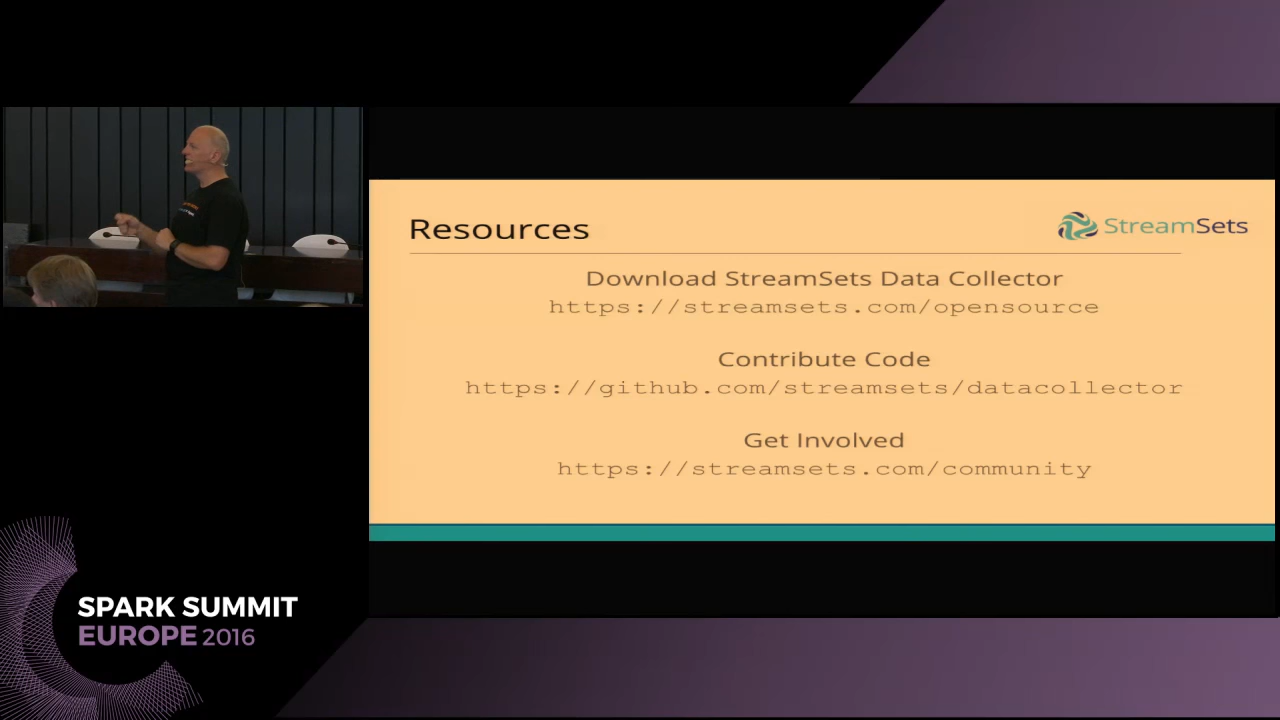 Resources
StreamSets
Download StreamSets Data Collector
https://streamsets.com/opensource
Contribute Code
https://github.com/streamsets/datacollector
Get Involved
https://streamsets.com/community
SPARK SUMMIT
EUROPE 2016